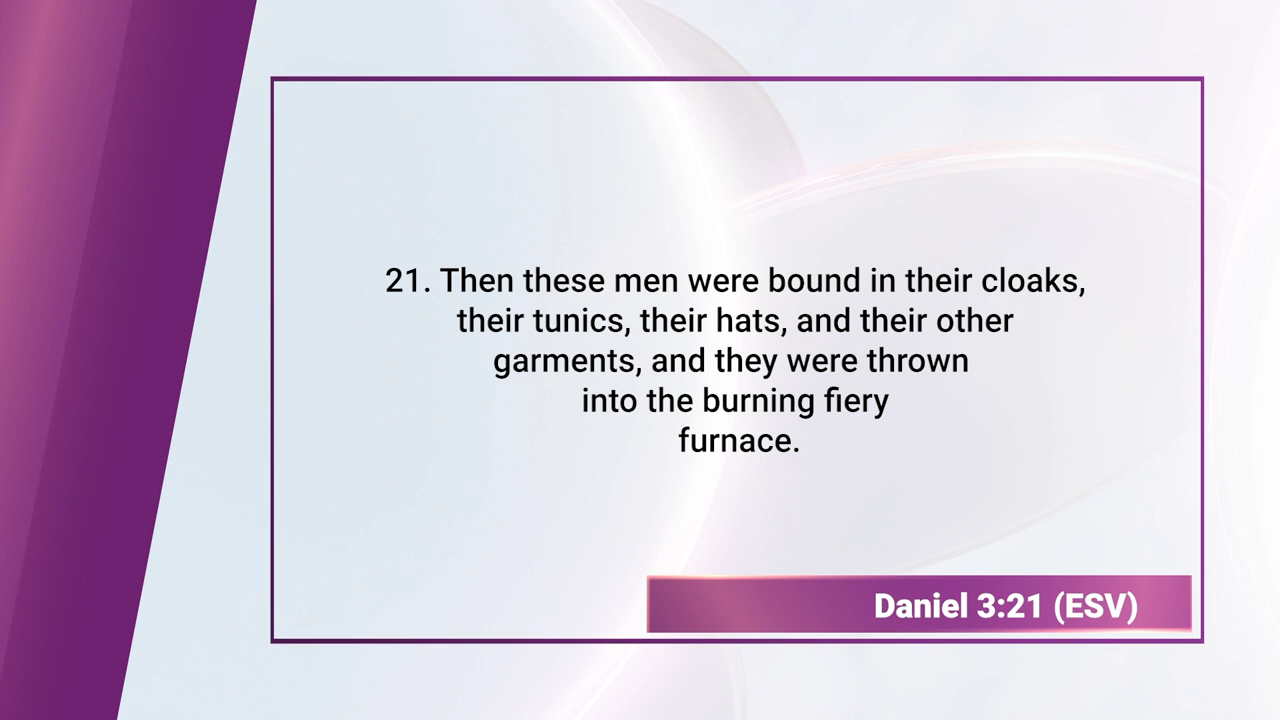 21. Then these men were bound in their cloaks,
their tunics, their hats, and their other
garments, and they were thrown
into the burning fiery
furnace.
Daniel 3:21 (ESV)